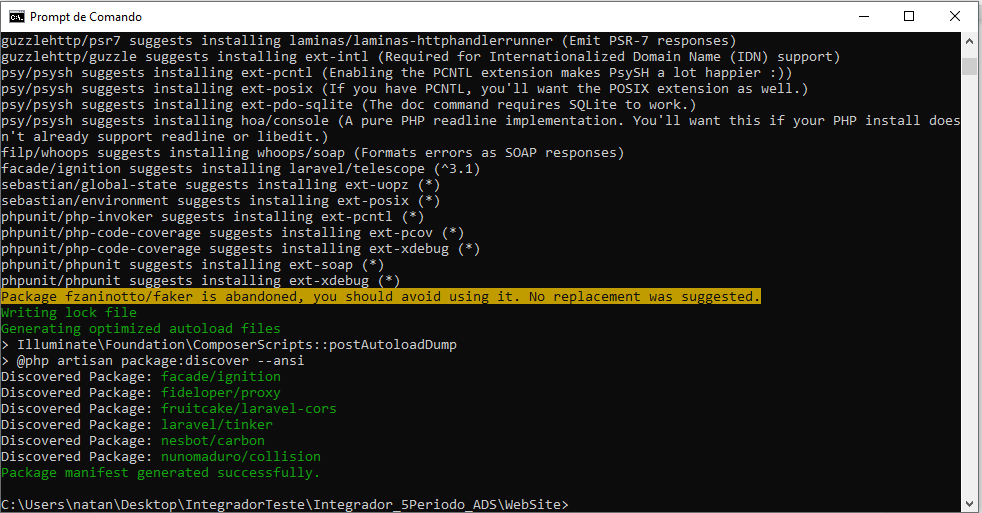 Prompt de Comando
guzzlehttp/psr7 suggests installing laminas/laminas-httphandlerrunner (Emit PSR-7 responses)
guzzlehttp/guzzle suggests installing ext-intl (Required for Internationalized Domain Name (IDN) support)
psy/psysh suggests installing ext-pcntl (Enabling the PCNTL extension makes PsySH a lot happier :))
psy/psysh suggests installing ext-posix (If you have PCNTL, you'll want the POSIX extension as well.)
psy/psysh suggests installing ext-pdo-sqlite (The doc command requires SQLite to work.)
psy/psysh suggests installing hoa/console (A pure PHP readline implementation. You'll want this if your PHP install does
n't already support readline or libedit.)
filp/whoops suggests installing whoops/soap (Formats errors as SOAP responses)
facade/ignition suggests installing laravel/telescope (^3.1)
sebastian/global-state suggests installing ext-uopz (*)
sebastian/environment suggests installing ext-posix (*)
phpunit/php-invoker suggests installing ext-pcntl (*)
phpunit/php-code-coverage suggests installing ext-pcov (*)
phpunit/php-code-coverage suggests installing ext-xdebug (*)
phpunit/phpunit suggests installing ext-soap (*)
phpunit/phpunit suggests installing ext-xdebug (*)
Package fzaninotto/faker is abandoned, you should avoid using it. No replacement was suggested.
Writing lock file
Generating optimized autoload files
> Illuminate\Foundation\ComposerScripts::postAutoloadDump
> @php artisan package:discover --ansi
Discovered Package: facade/ignition
Discovered Package: fideloper/proxy
Discovered Package: fruitcake/laravel-cors
Discovered Package: laravel/tinker
Discovered Package: nesbot/carbon
Discovered Package: nunomaduro/collision
Package manifest generated successfully.
C:\Users\natan\Desktop\IntegradorTeste\Integrador_5Periodo_ADS\WebSite>